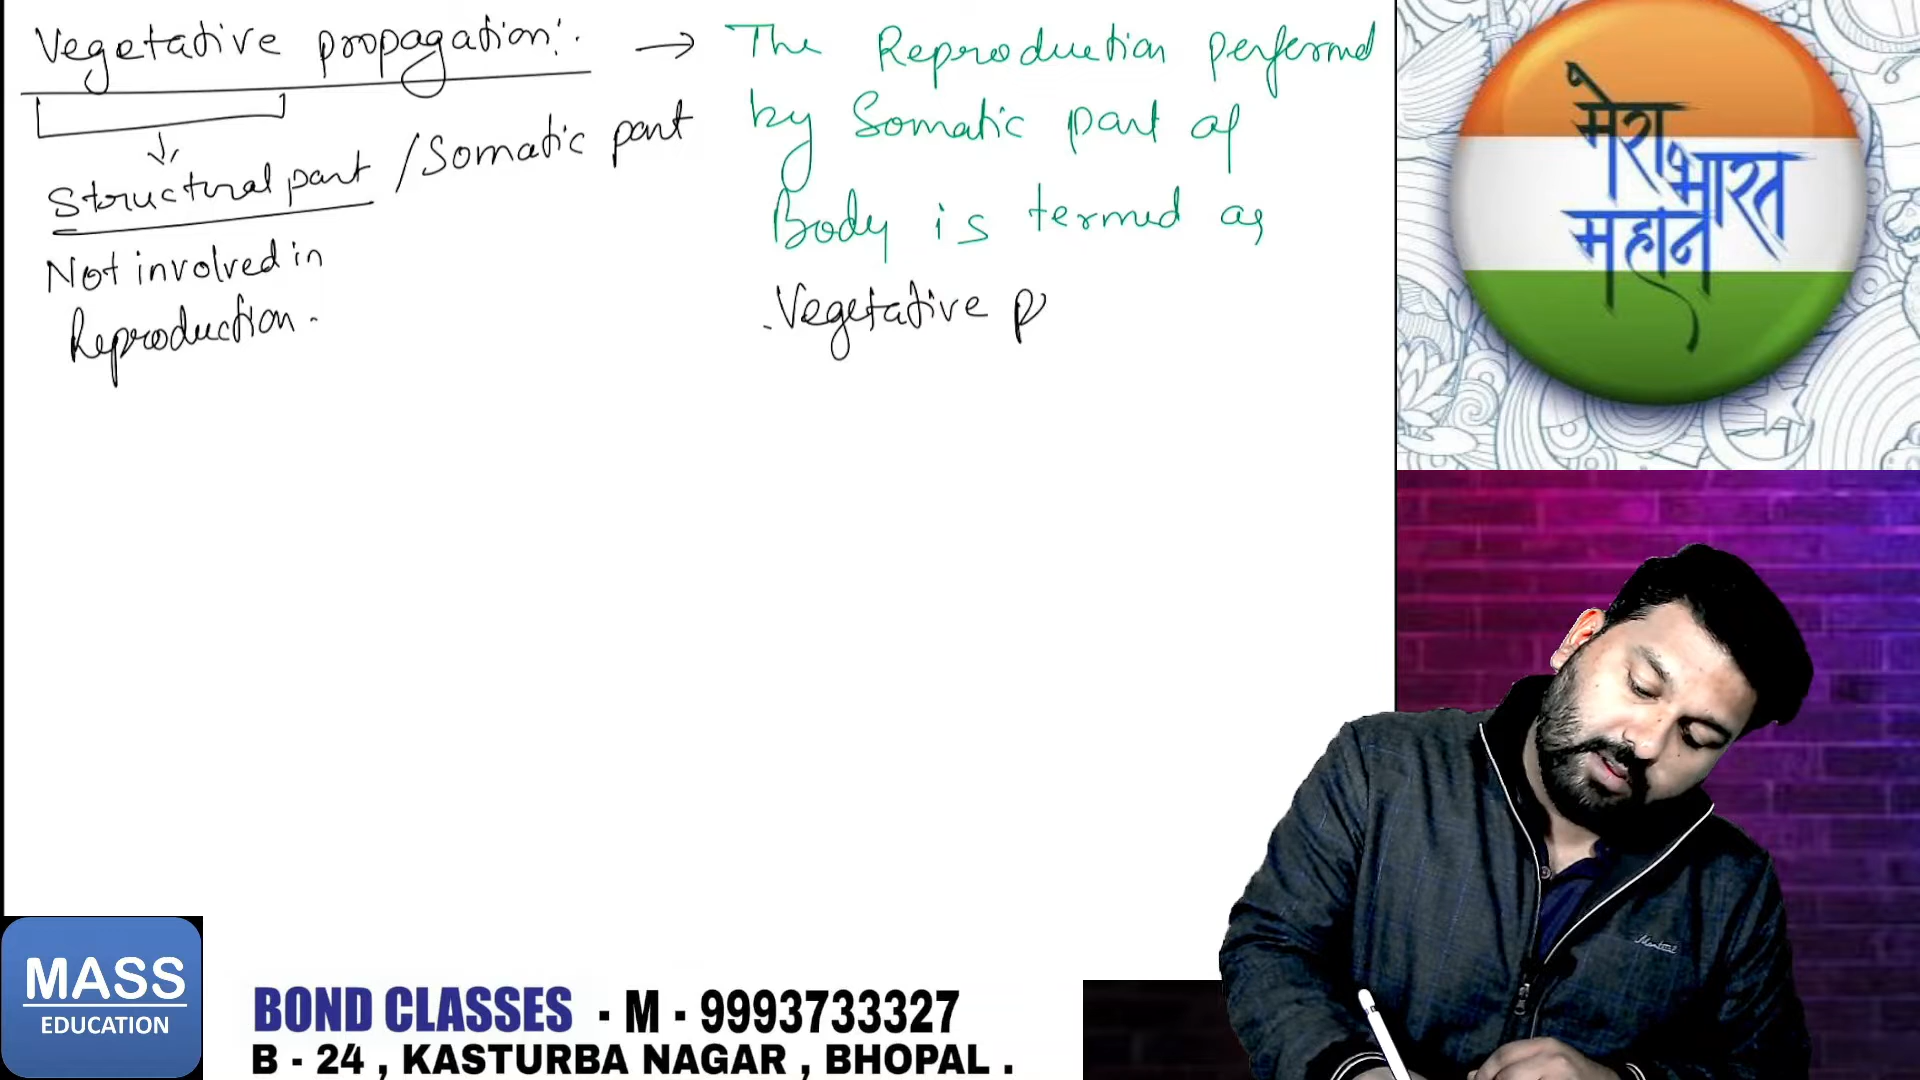 Vegetative propagation:.
→ The Reproduction performed
by Somatic part of
Body is termed as
.Vegetative p
Structural part / Somatic part
Not involved in
Reproduction.
मेरा
भारत
महान
MASS
EDUCATION
BOND CLASSES - M - 9993733327
B - 24 , KASTURBA NAGAR , BHOPAL .